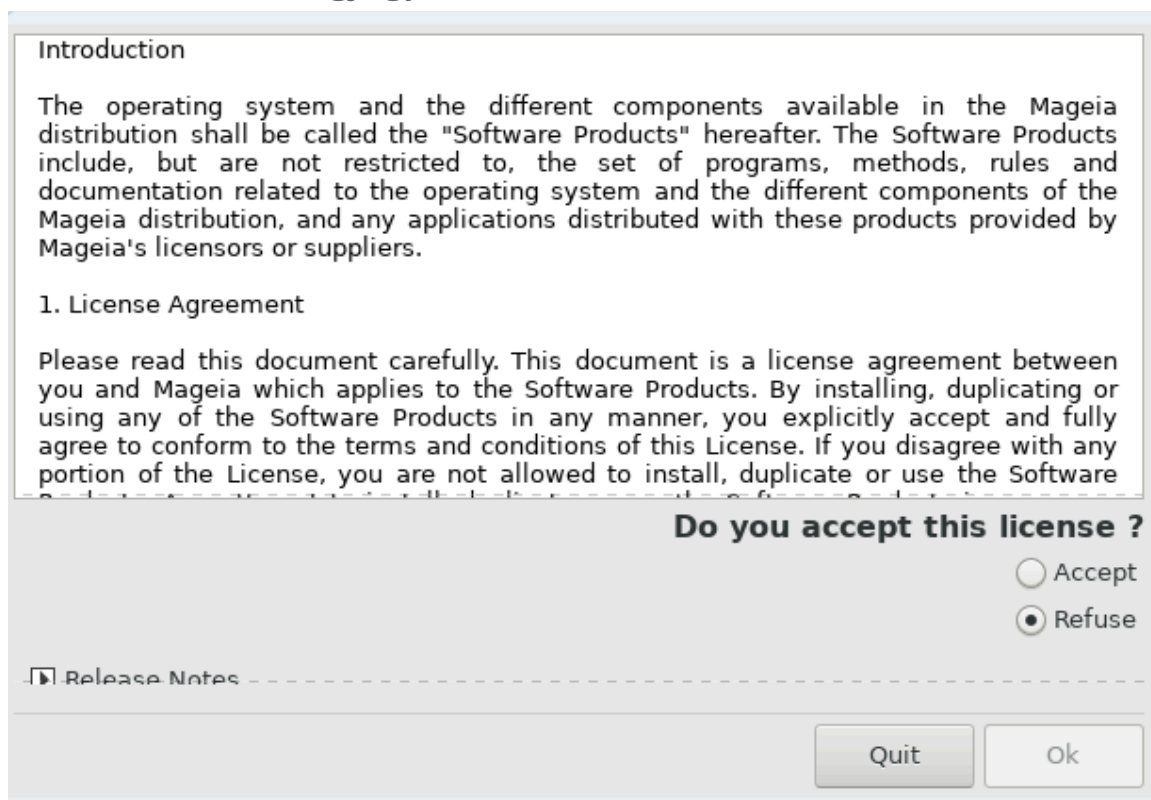 Introduction
The operating system and the different components available in the Mageia
distribution shall be called the "Software Products" hereafter. The Software Products
include, but are not restricted to, the set of programs, methods, rules and
documentation related to the operating system and the different components of the
Mageia distribution, and any applications distributed with these products provided by
Mageia's licensors or suppliers.
1. License Agreement
Please read this document carefully. This document is a license agreement between
you and Mageia which applies to the Software Products. By installing, duplicating or
using any of the Software Products in any manner, you explicitly accept and fully
agree to conform to the terms and conditions of this License. If you disagree with any
portion of the License, you are not allowed to install, duplicate or use the Software
Do you accept this license ?
Accept
Refuse
Release Notes
Quit
Ok